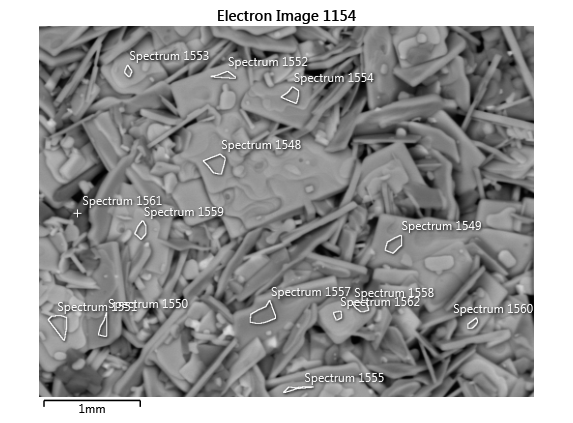 Electron Image 1154
Spectrum 1553
Spectrum 1552
Spectrum 1554
Spectrum 1548
Spectrum 1561
Spectrum 1559
Spectrum 1549
Spectrum 1557
Spectrum 1558
Spectrum 1562
Spectrum 1551
Spectrum 1550
Spectrum 1560
Spectrum 1555
1mm